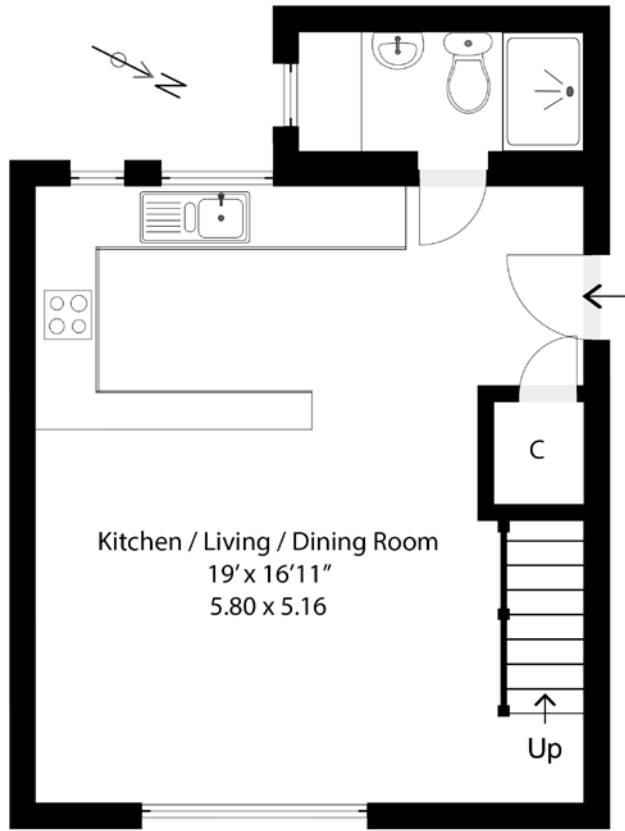 N
C
Kitchen / Living / Dining Room
19’ x 16’11’’
5.80 x 5.16
Up